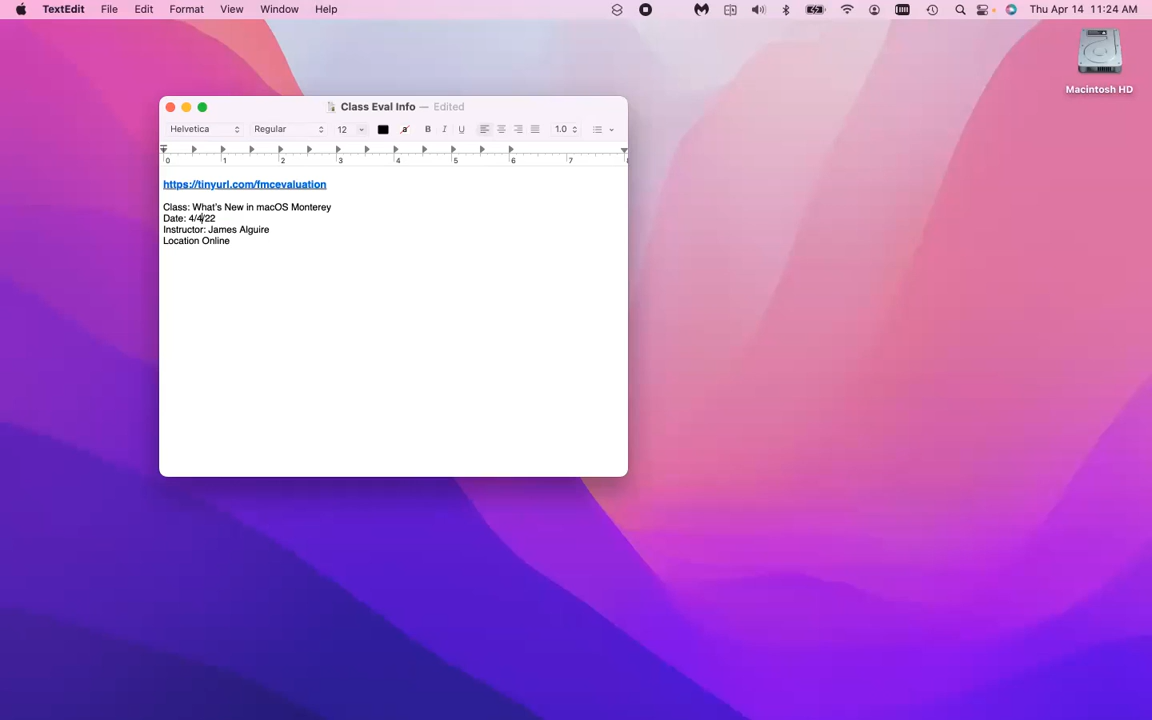 TextEdit File Edit Format View Window Help Thu Apr 14 11:24 AM
Macintosh HD
Class Eval Info — Edited
Helvetica Regular 12 a B I U 1.0
0 1 2 3 4 5 6 7 8
https://tinyurl.com/fmcevaluation
Class: What's New in macOS Monterey
Date: 4/4/22
Instructor: James Alguire
Location Online